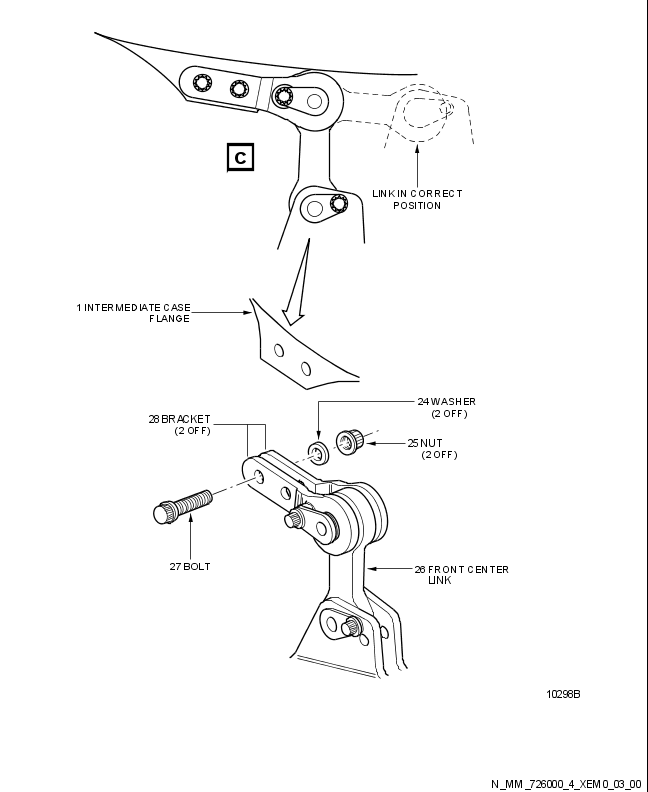 C
LINK IN CORRECT
POSITION
1 INTERMEDIATE CASE
FLANGE
24 WASHER
(2 OFF)
28 BRACKET
(2 OFF)
25 NUT
(2 OFF)
27 BOLT
26 FRONT CENTER
LINK
10298B
N_MM_726000_4_XEM0_03_00